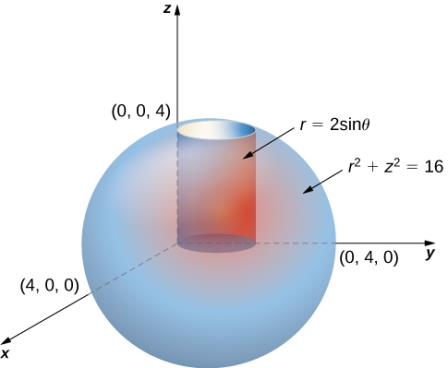 z
(0, 0, 4)
r = 2sinθ
r² + z² = 16
(0, 4, 0)
y
(4, 0, 0)
x